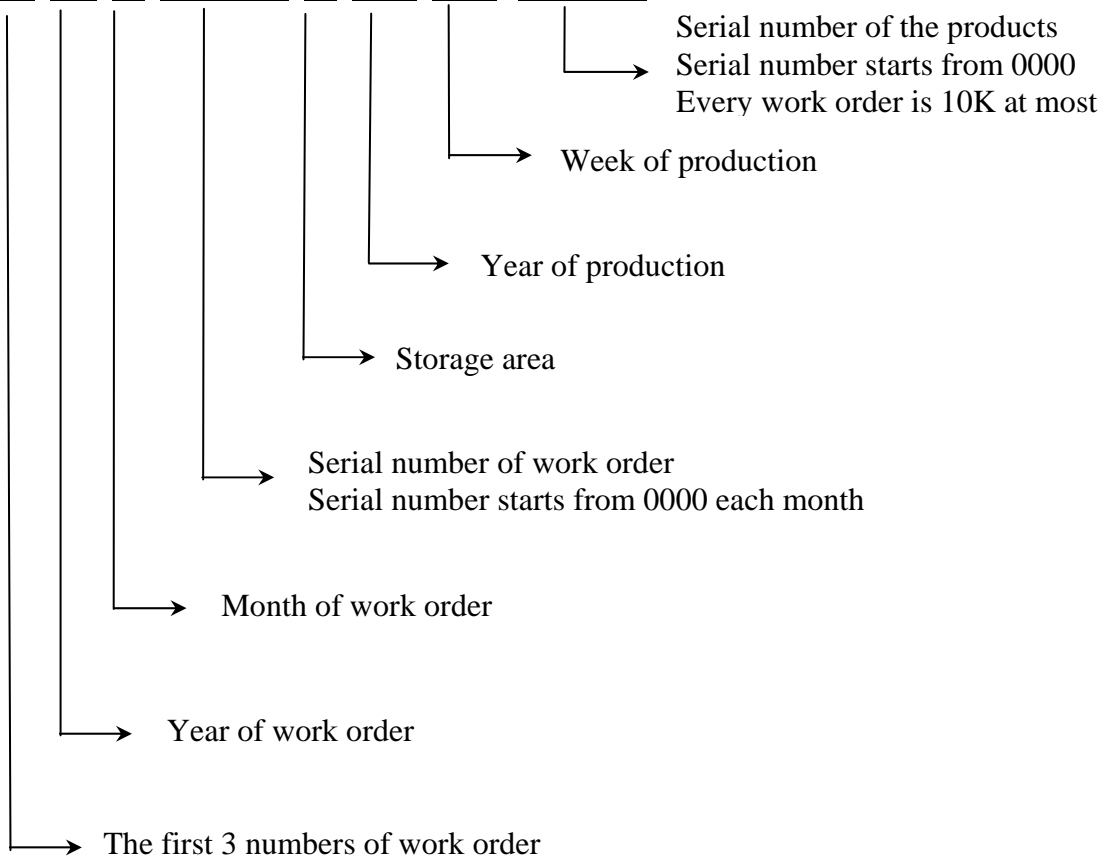 Serial number of the products
Serial number starts from 0000
Every work order is 10K at most
Week of production
Year of production
Storage area
Serial number of work order
Serial number starts from 0000 each month
Month of work order
Year of work order
The first 3 numbers of work order